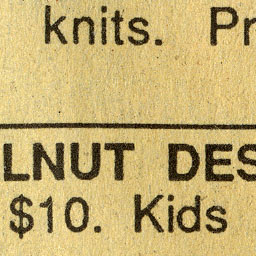 knits. Pr
LNUT DES
$10. Kids